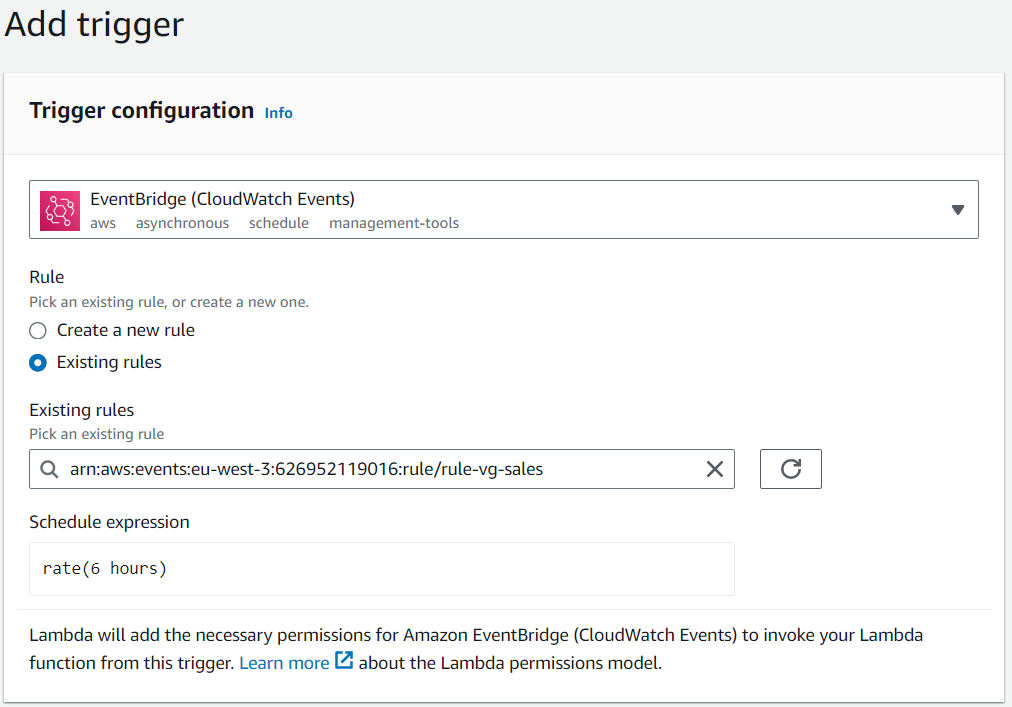 Add trigger
Trigger configuration Info
EventBridge (CloudWatch Events)
aws asynchronous schedule management-tools
Rule
Pick an existing rule, or create a new one.
Create a new rule
Existing rules
Existing rules
Pick an existing rule
arn:aws:events:eu-west-3:626952119016:rule/rule-vg-sales
Schedule expression
rate(6 hours)
Lambda will add the necessary permissions for Amazon EventBridge (CloudWatch Events) to invoke your Lambda
function from this trigger. Learn more about the Lambda permissions model.